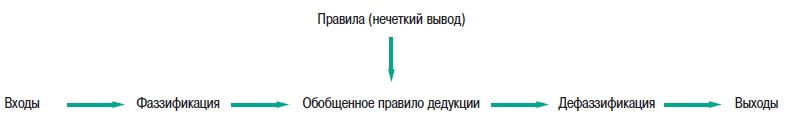 Правила (нечеткий вывод)
Входы Фаззификация Обобщенное правило дедукции Дефаззификация Выходы